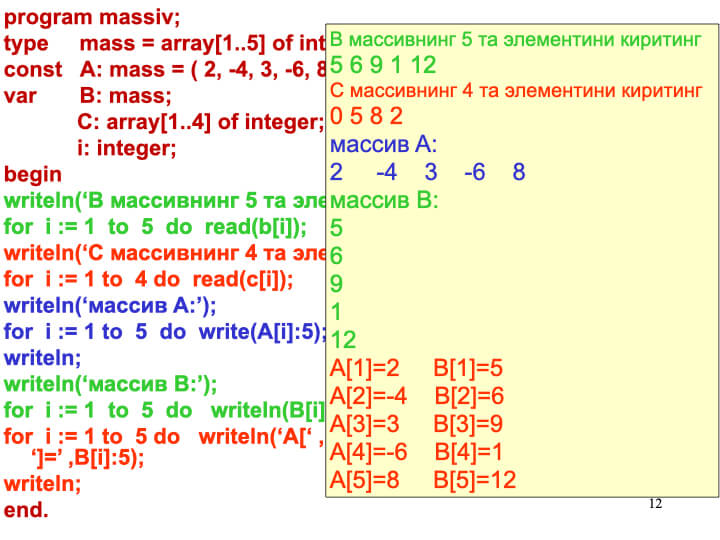 program massiv;
type mass = array[1..5] of int
const A: mass = ( 2, -4, 3, -6, 8
var B: mass;
C: array[1..4] of integer;
i: integer;
begin
writeln(‘В массивнинг 5 та эле
for i := 1 to 5 do read(b[i]);
writeln(‘С массивнинг 4 та эле
for i := 1 to 4 do read(c[i]);
writeln(‘массив А:’);
for i := 1 to 5 do write(A[i]:5);
writeln;
writeln(‘массив В:’);
for i := 1 to 5 do writeln(B[i]
for i := 1 to 5 do writeln(‘A[‘ ,
‘]=’ ,B[i]:5);
writeln;
end.
В массивнинг 5 та элементини киритинг
5 6 9 1 12
С массивнинг 4 та элементини киритинг
0 5 8 2
массив А:
2 -4 3 -6 8
массив В:
5
6
9
1
12
A[1]=2 B[1]=5
A[2]=-4 B[2]=6
A[3]=3 B[3]=9
A[4]=-6 B[4]=1
A[5]=8 B[5]=12
12